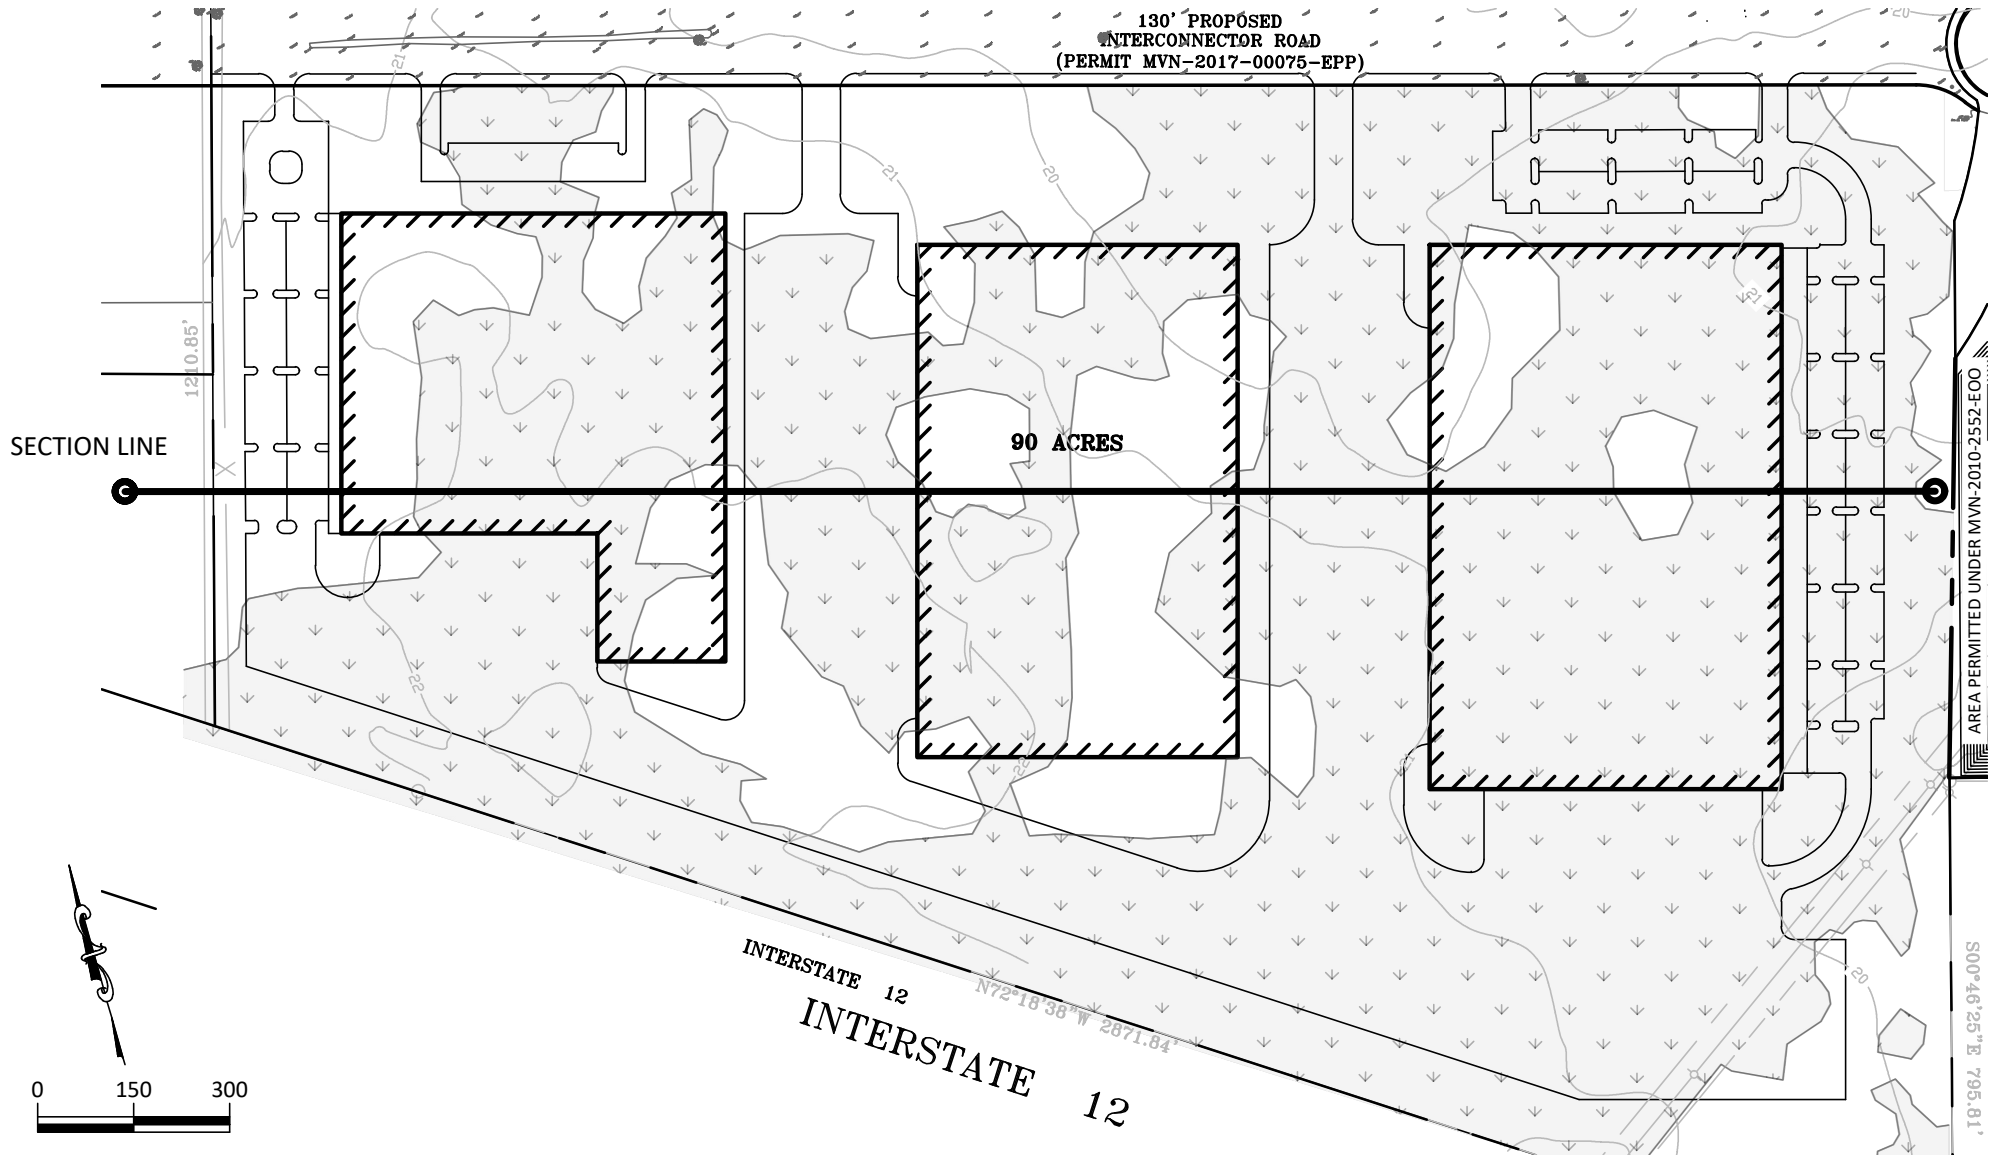 130' PROPOSED
INTERCONNECTOR ROAD
(PERMIT MVN-2017-00075-EPP)
20
21
21
20
21
1210.85'
SECTION LINE
90 ACRES
AREA PERMITTED UNDER MVN-2010-2552-EOO
22
22
21
20
INTERSTATE 12
INTERSTATE 12
N72°18'38"W 2871.84'
S00°46'25"E 795.81'
0 150 300